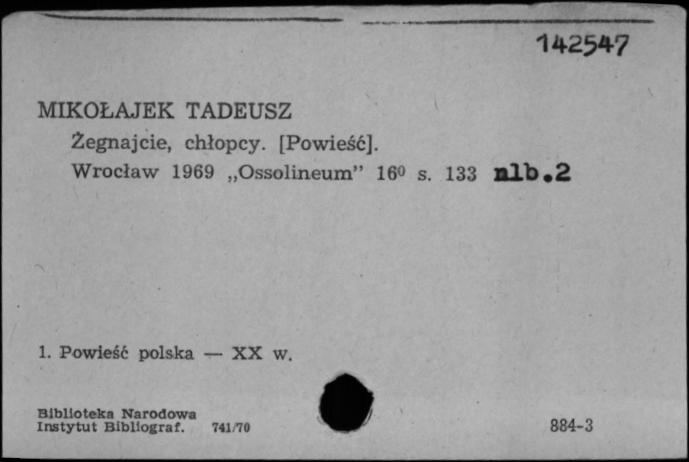 142547
MIKOŁAJEK TADEUSZ
Żegnajcie, chłopcy. [Powieść].
Wrocław 1969 „Ossolineum” 16⁰ s. 133 nlb.2
1. Powieść polska — XX w.
Biblioteka Narodowa
Instytut Bibliograf. 741/70 884-3